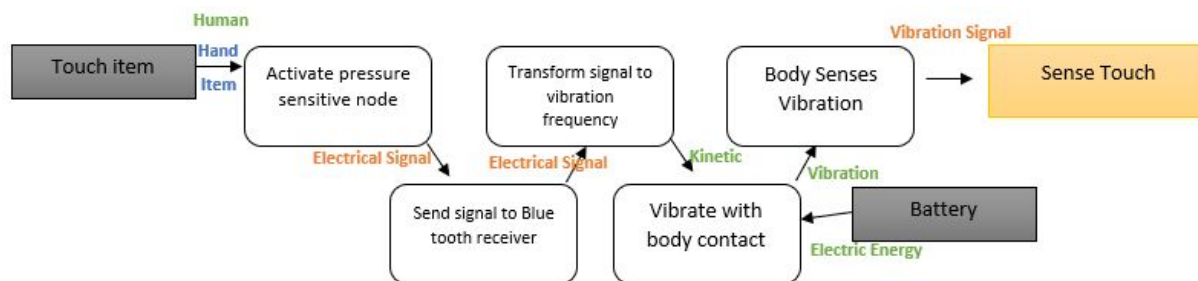 Human
Hand
Item
Touch item
Activate pressure
sensitive node
Electrical Signal
Send signal to Blue
tooth receiver
Electrical Signal
Transform signal to
vibration
frequency
Kinetic
Vibrate with
body contact
Vibration
Battery
Electric Energy
Body Senses
Vibration
Vibration Signal
Sense Touch